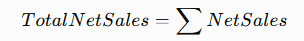 TotalNetSales = ∑ NetSales